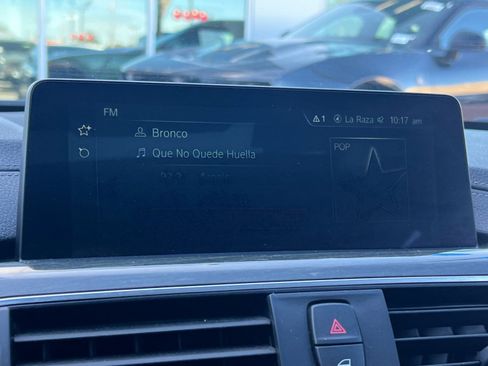 FM
1 La Raza 10:17 am
Bronco
Que No Quede Huella
POP